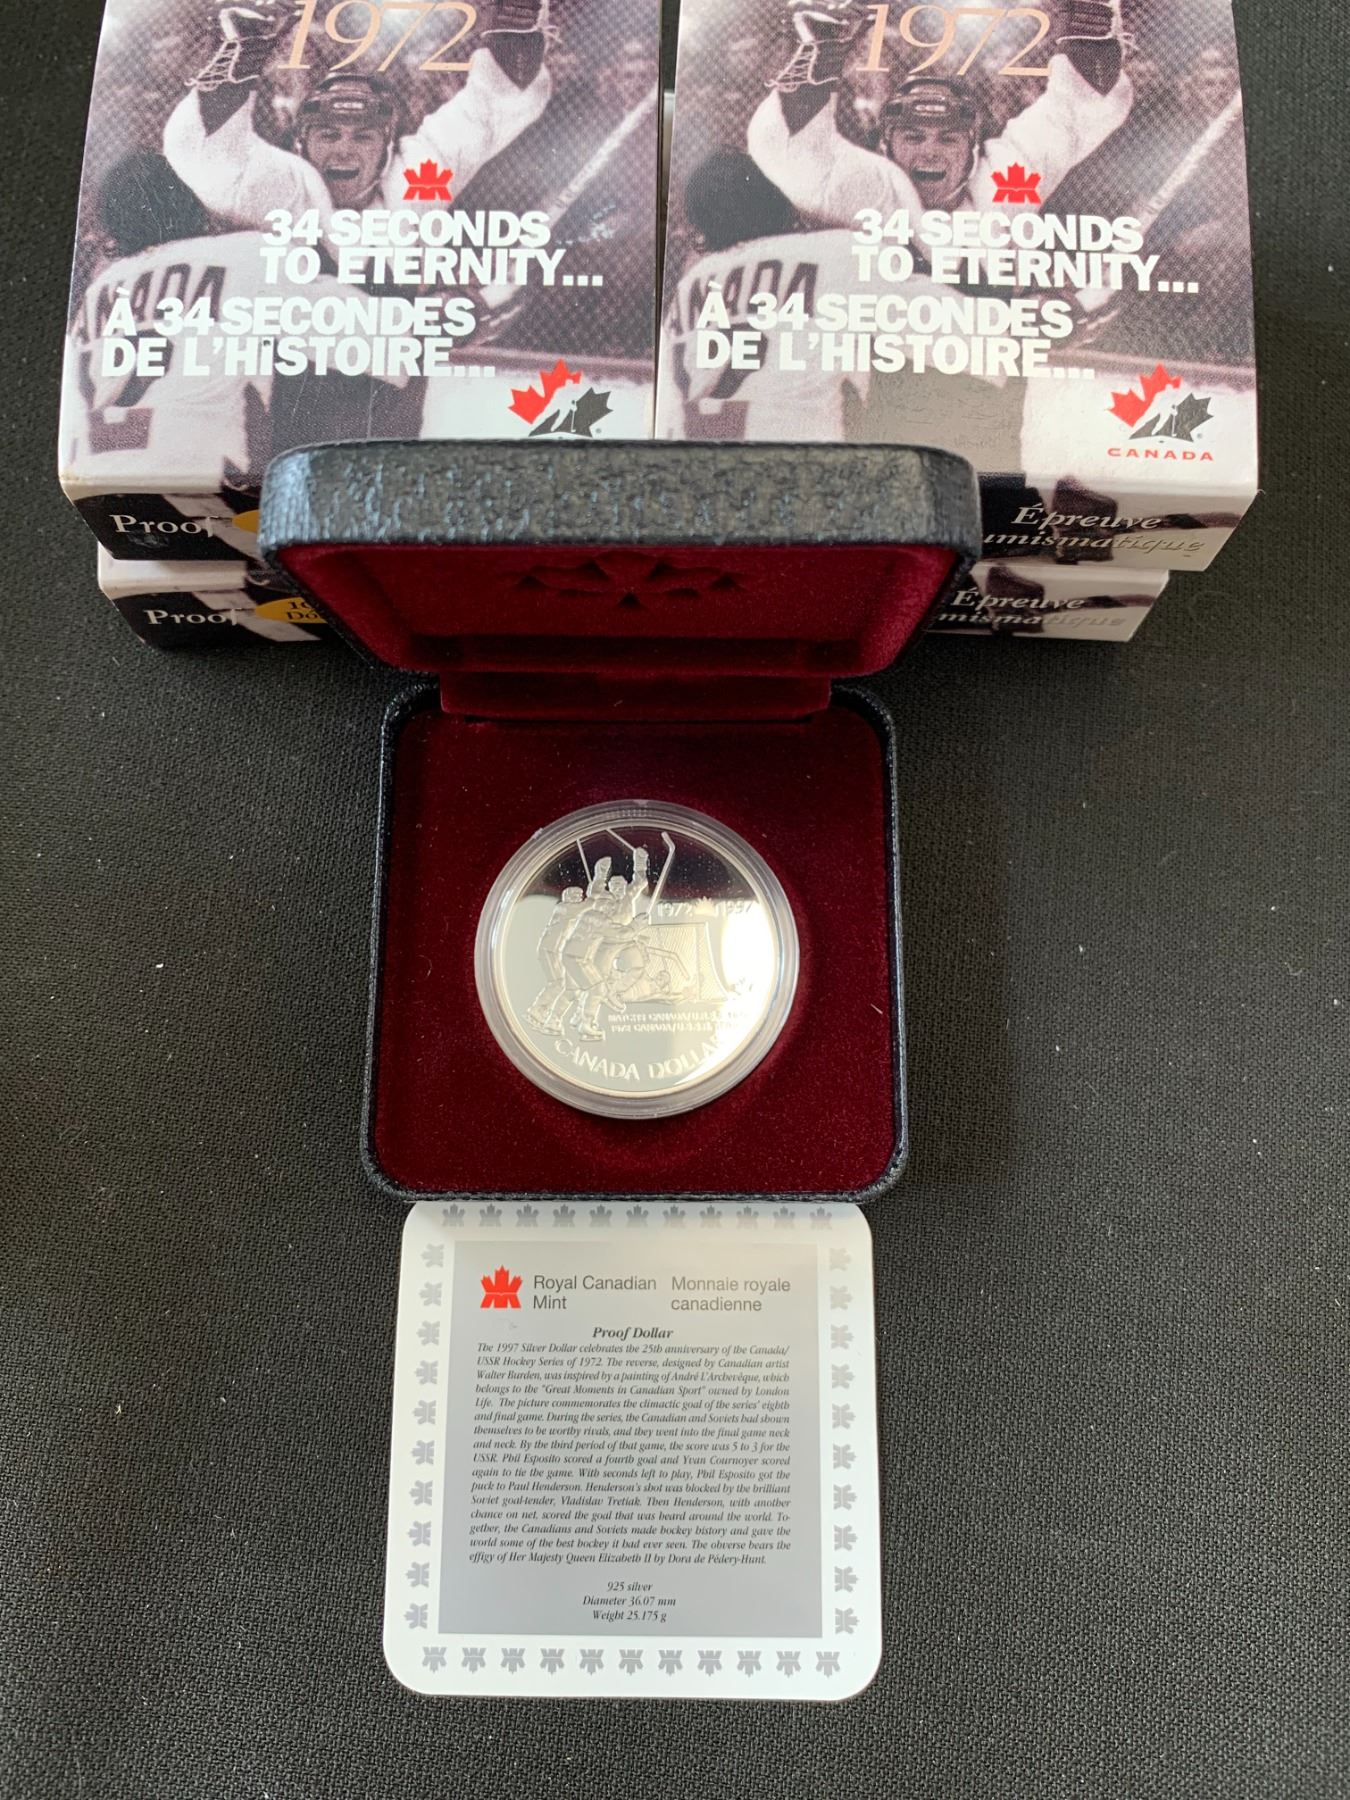 1972
34 SECONDS
TO ETERNITY...
À 34 SECONDES
DE L'HISTOIRE...
Proof
Proof
1972
34 SECONDS
TO ETERNITY...
À 34 SECONDES
DE L'HISTOIRE...
CANADA
Épreuve
Épreuve
1972 1997
CANADA DOLLAR
Royal Canadian
Mint
Monnaie royale
canadienne
Proof Dollar
The 1997 Silver Dollar celebrates the 25th anniversary of the Canada/
USSR Hockey Series of 1972. The reverse, designed by Canadian artist
Walter Burden, was inspired by a painting of André L'Archevêque, which
belongs to the "Great Moments in Canadian Sport" owned by London
Life. The picture commemorates the climactic goal of the series' eighth
and final game. During the series, the Canadian and Soviets had shown
themselves to be worthy rivals, and they went into the final game neck
and neck. By the third period of that game, the score was 5 to 3 for the
USSR. Phil Esposito scored a fourth goal and Yvan Cournoyer scored
again to tie the game. With seconds left to play, Phil Esposito got the
puck to Paul Henderson. Henderson's shot was blocked by the brilliant
Soviet goal-tender, Vladislav Tretiak. Then Henderson, with another
chance on net, scored the goal that was heard around the world. To-
gether, the Canadians and Soviets made hockey history and gave the
world some of the best hockey it had ever seen. The obverse bears the
effigy of Her Majesty Queen Elizabeth II by Dora de Pédery-Hunt.
925 silver
Diameter 36.07 mm
Weight 25.175 g